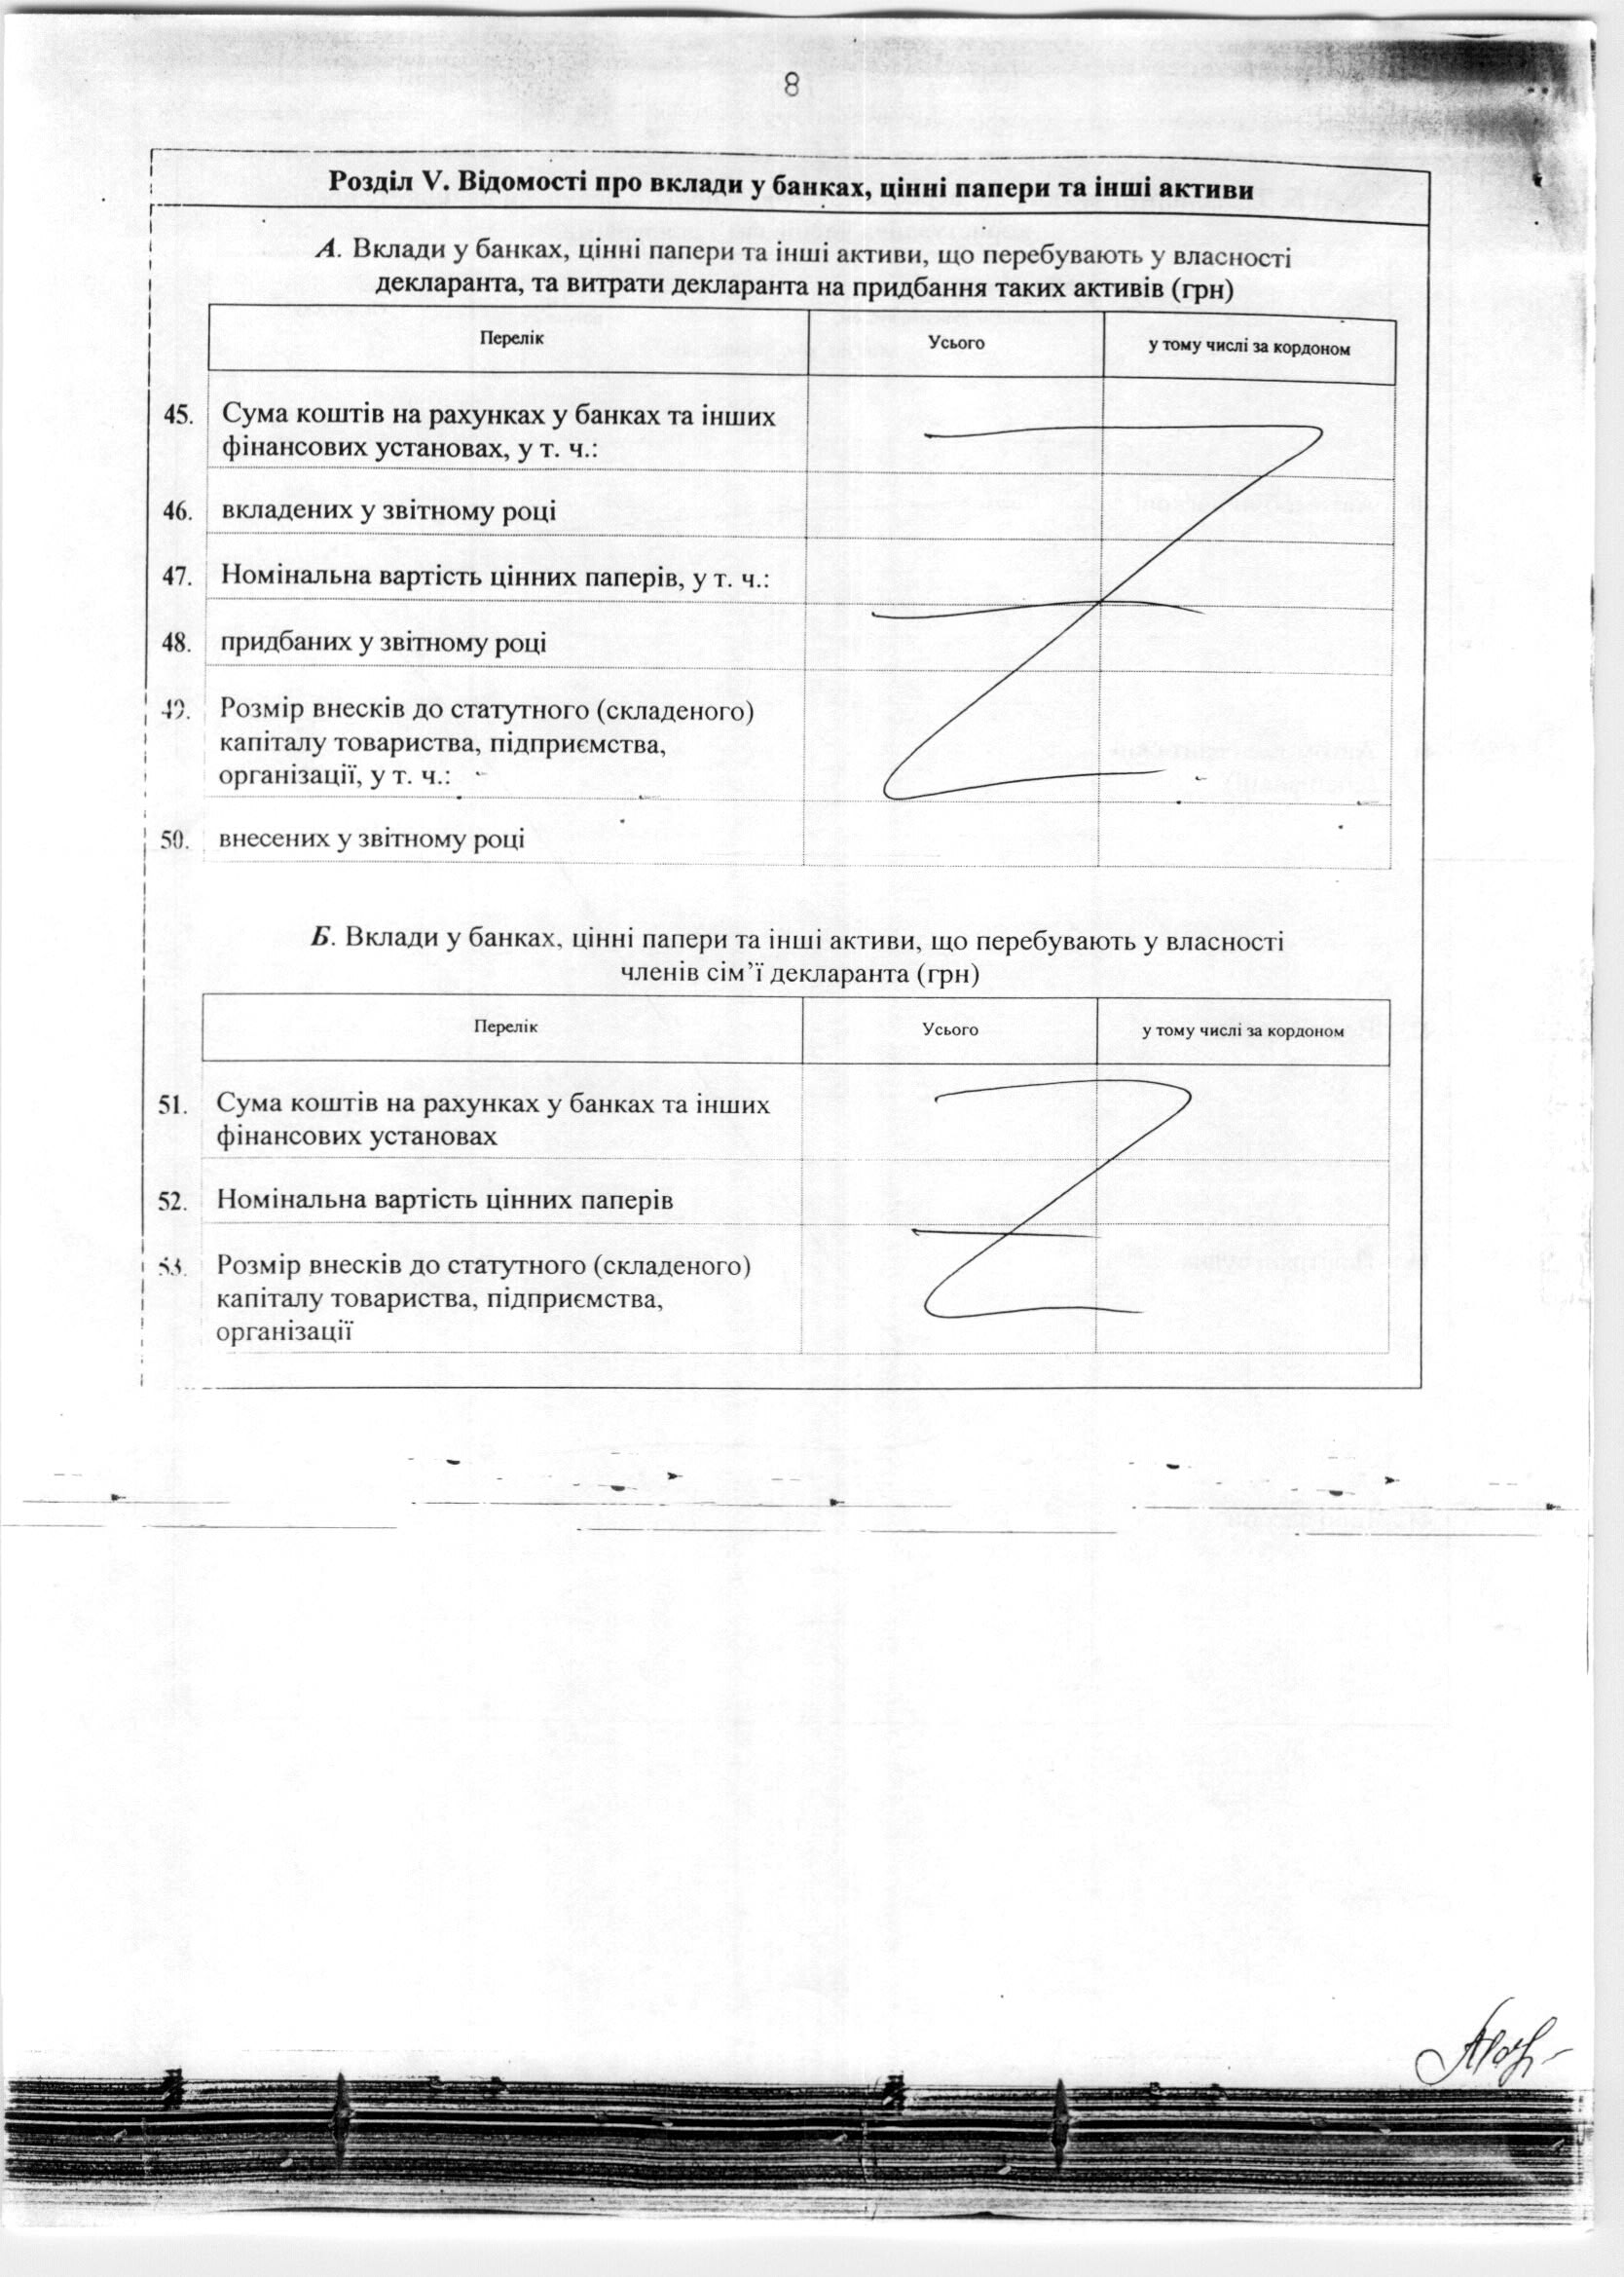 8
Розділ V. Відомості про вклади у банках, цінні папери та інші активи
А. Вклади у банках, цінні папери та інші активи, що перебувають у власності
декларанта, та витрати декларанта на придбання таких активів (грн)
Перелік Усього у тому числі за кордоном
45. Сума коштів на рахунках у банках та інших
фінансових установах, у т. ч.:
46. вкладених у звітному році
47. Номінальна вартість цінних паперів, у т. ч.:
48. придбаних у звітному році
49. Розмір внесків до статутного (складеного)
капіталу товариства, підприємства,
організації, у т. ч.:
50. внесених у звітному році
Б. Вклади у банках, цінні папери та інші активи, що перебувають у власності
членів сім’ї декларанта (грн)
Перелік Усього у тому числі за кордоном
51. Сума коштів на рахунках у банках та інших
фінансових установах
52. Номінальна вартість цінних паперів
53. Розмір внесків до статутного (складеного)
капіталу товариства, підприємства,
організації